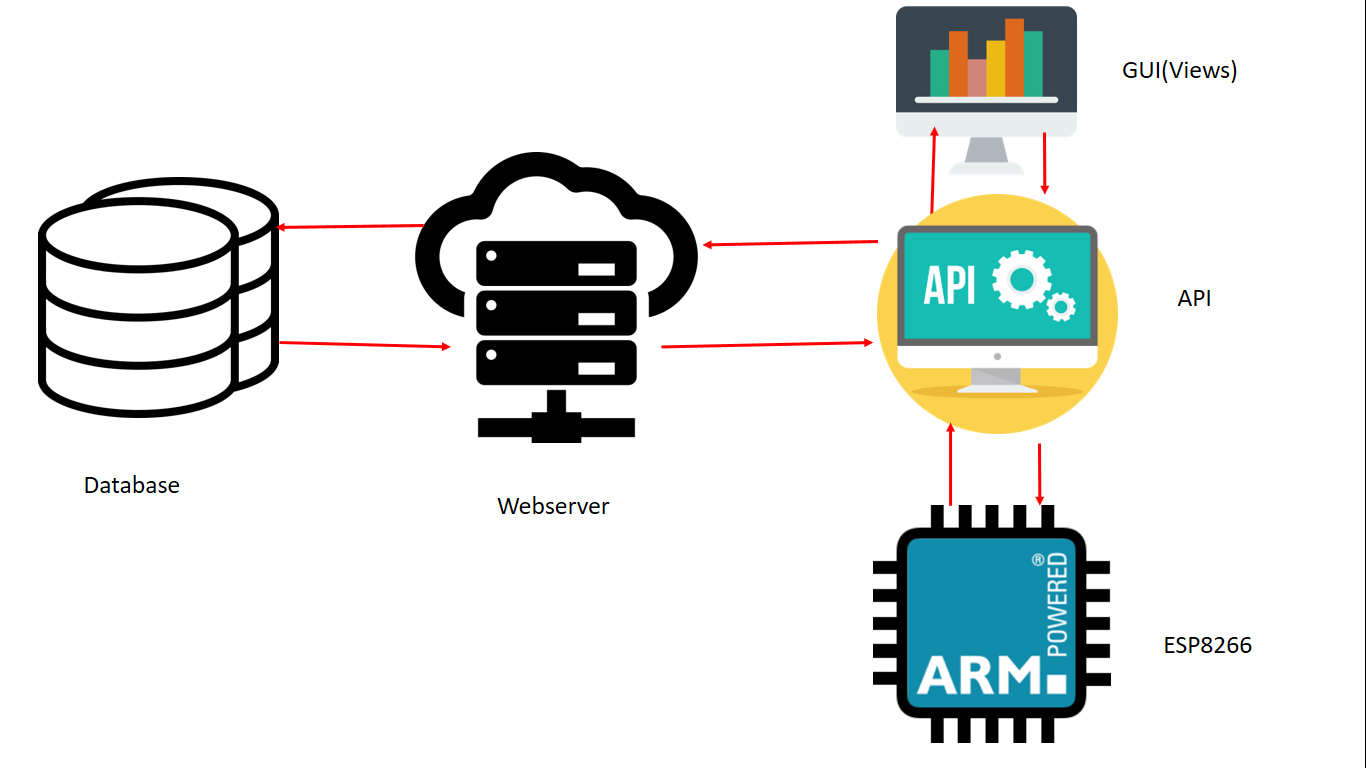 GUI(Views)
API
API
Database
Webserver
ARM.
POWERED
®
ESP8266